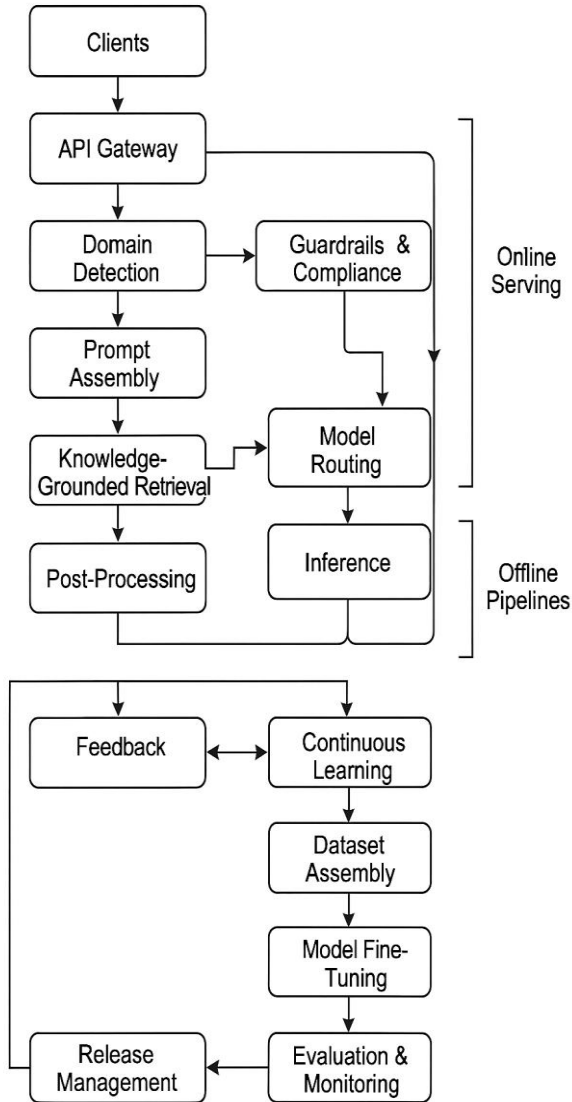 Clients
API Gateway
Domain
Detection
Guardrails &
Compliance
Online
Serving
Prompt
Assembly
Knowledge-
Grounded Retrieval
Model
Routing
Post-Processing
Inference
Offline
Pipelines
Feedback
Continuous
Learning
Dataset
Assembly
Model Fine-
Tuning
Release
Management
Evaluation &
Monitoring